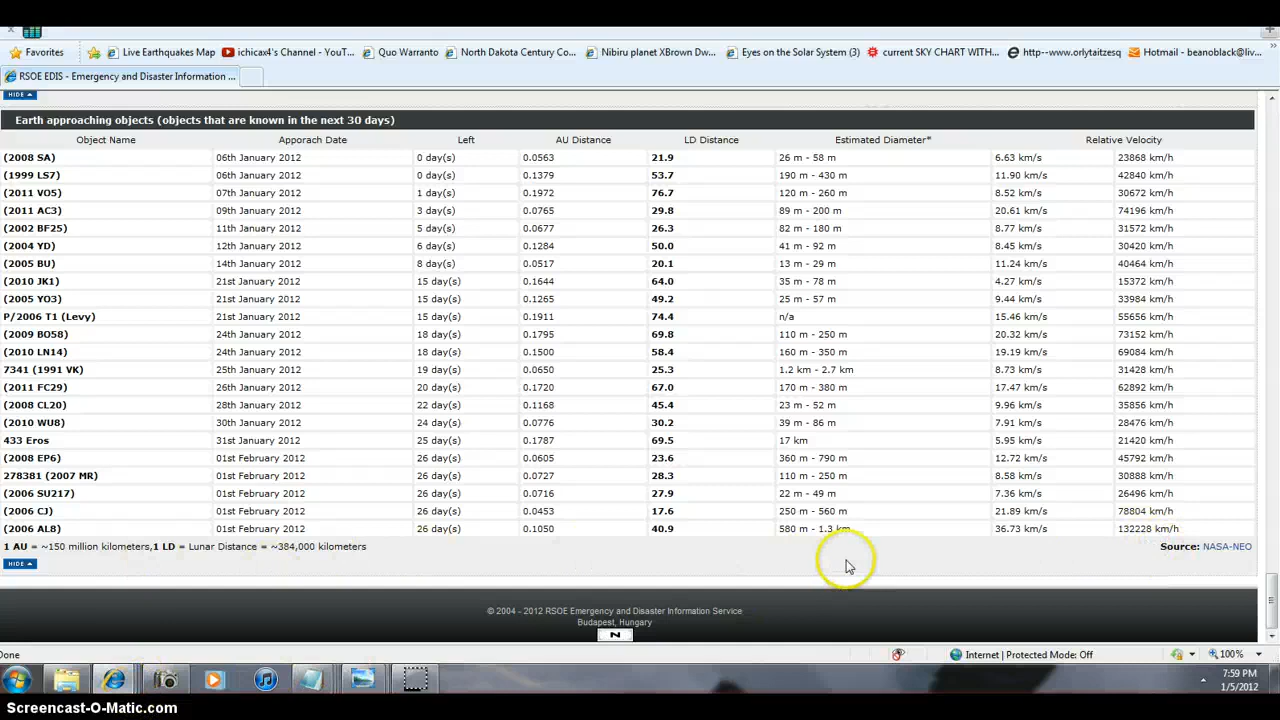 Favorites Live Earthquakes Map ichicax4's Channel - YouT... Quo Warranto North Dakota Century Co... Nibiru planet XBrown Dw... Eyes on the Solar System (3) current SKY CHART WITH... http--www.orlytaitzesq Hotmail - beanoblack@liv...
RSOE EDIS - Emergency and Disaster Information ...
HIDE
Earth approaching objects (objects that are known in the next 30 days)
Object Name Apporach Date Left AU Distance LD Distance Estimated Diameter* Relative Velocity
(2008 SA) 06th January 2012 0 day(s) 0.0563 21.9 26 m - 58 m 6.63 km/s 23868 km/h
(1999 LS7) 06th January 2012 0 day(s) 0.1379 53.7 190 m - 430 m 11.90 km/s 42840 km/h
(2011 VO5) 07th January 2012 1 day(s) 0.1972 76.7 120 m - 260 m 8.52 km/s 30672 km/h
(2011 AC3) 09th January 2012 3 day(s) 0.0765 29.8 89 m - 200 m 20.61 km/s 74196 km/h
(2002 BF25) 11th January 2012 5 day(s) 0.0677 26.3 82 m - 180 m 8.77 km/s 31572 km/h
(2004 YD) 12th January 2012 6 day(s) 0.1284 50.0 41 m - 92 m 8.45 km/s 30420 km/h
(2005 BU) 14th January 2012 8 day(s) 0.0517 20.1 13 m - 29 m 11.24 km/s 40464 km/h
(2010 JK1) 21st January 2012 15 day(s) 0.1644 64.0 35 m - 78 m 4.27 km/s 15372 km/h
(2005 YO3) 21st January 2012 15 day(s) 0.1265 49.2 25 m - 57 m 9.44 km/s 33984 km/h
P/2006 T1 (Levy) 21st January 2012 15 day(s) 0.1911 74.4 n/a 15.46 km/s 55656 km/h
(2009 BO58) 24th January 2012 18 day(s) 0.1795 69.8 110 m - 250 m 20.32 km/s 73152 km/h
(2010 LN14) 24th January 2012 18 day(s) 0.1500 58.4 160 m - 350 m 19.19 km/s 69084 km/h
7341 (1991 VK) 25th January 2012 19 day(s) 0.0650 25.3 1.2 km - 2.7 km 8.73 km/s 31428 km/h
(2011 FC29) 26th January 2012 20 day(s) 0.1720 67.0 170 m - 380 m 17.47 km/s 62892 km/h
(2008 CL20) 28th January 2012 22 day(s) 0.1168 45.4 23 m - 52 m 9.96 km/s 35856 km/h
(2010 WU8) 30th January 2012 24 day(s) 0.0776 30.2 39 m - 86 m 7.91 km/s 28476 km/h
433 Eros 31st January 2012 25 day(s) 0.1787 69.5 17 km 5.95 km/s 21420 km/h
(2008 EP6) 01st February 2012 26 day(s) 0.0605 23.6 360 m - 790 m 12.72 km/s 45792 km/h
278381 (2007 MR) 01st February 2012 26 day(s) 0.0727 28.3 110 m - 250 m 8.58 km/s 30888 km/h
(2006 SU217) 01st February 2012 26 day(s) 0.0716 27.9 22 m - 49 m 7.36 km/s 26496 km/h
(2006 CJ) 01st February 2012 26 day(s) 0.0453 17.6 250 m - 560 m 21.89 km/s 78804 km/h
(2006 AL8) 01st February 2012 26 day(s) 0.1050 40.9 580 m - 1.3 km 36.73 km/s 132228 km/h
1 AU = ~150 million kilometers,1 LD = Lunar Distance = ~384,000 kilometers Source: NASA-NEO
HIDE
© 2004 - 2012 RSOE Emergency and Disaster Information Service
Budapest, Hungary
N
Done Internet | Protected Mode: Off 100%
7:59 PM
1/5/2012
Screencast-O-Matic.com